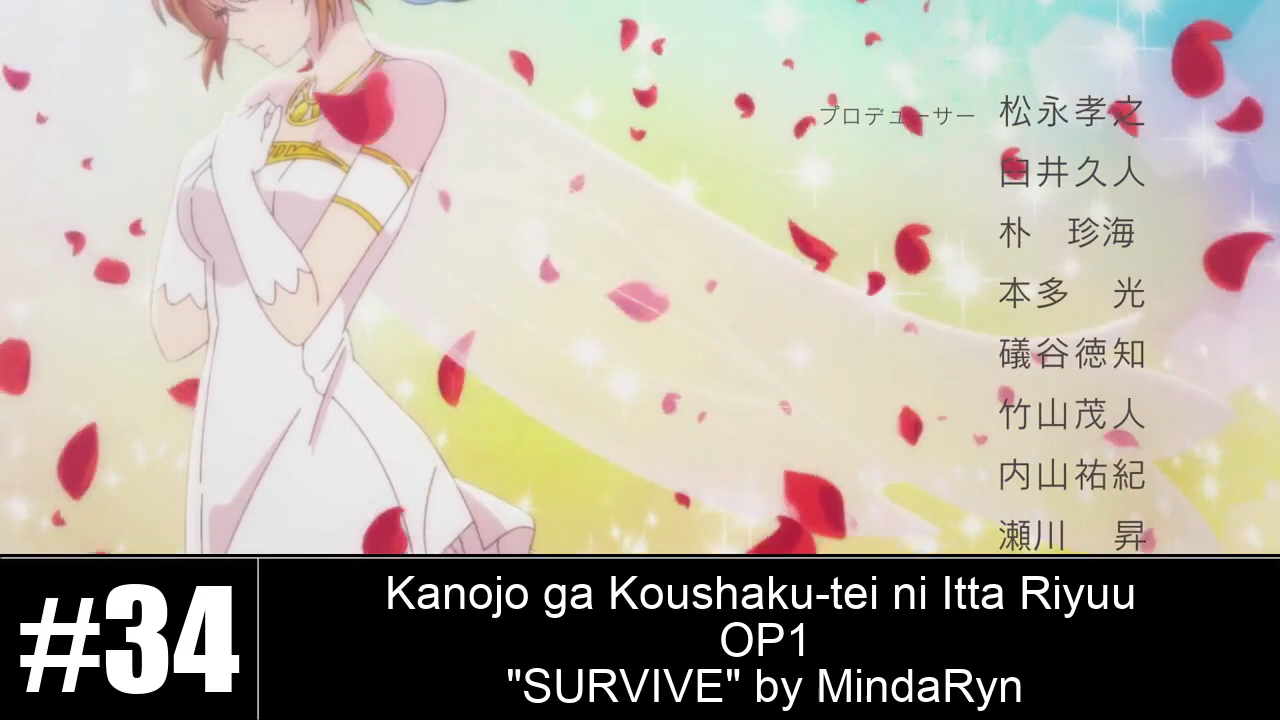 プロデューサー 松永孝之
臼井久人
朴 珍海
本多 光
礒谷徳知
竹山茂人
内山祐紀
瀬川 昇
#34
Kanojo ga Koushaku-tei ni Itta Riyuu
OP1
"SURVIVE" by MindaRyn